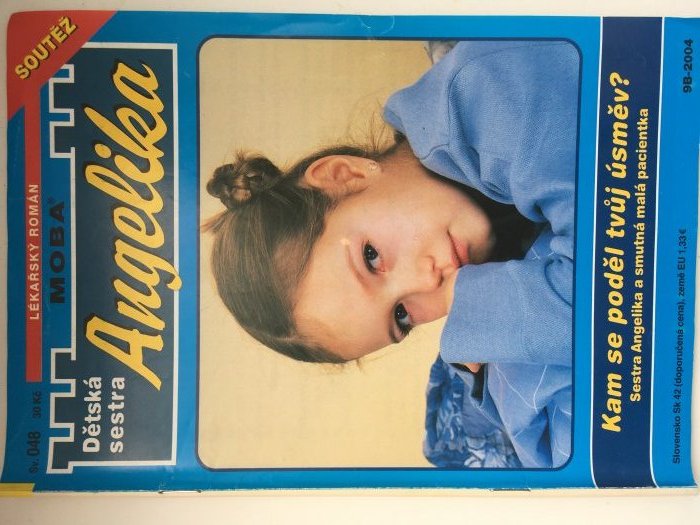 SOUTĚŽ
LÉKAŘSKÝ ROMÁN
MOBA®
Sv. 048 30 Kč
Dětská
sestra
Angelika
Kam se poděl tvůj úsměv?
Sestra Angelika a smutná malá pacientka
Slovensko Sk 42 (doporučená cena), země EU 1,33 €
9B-2004